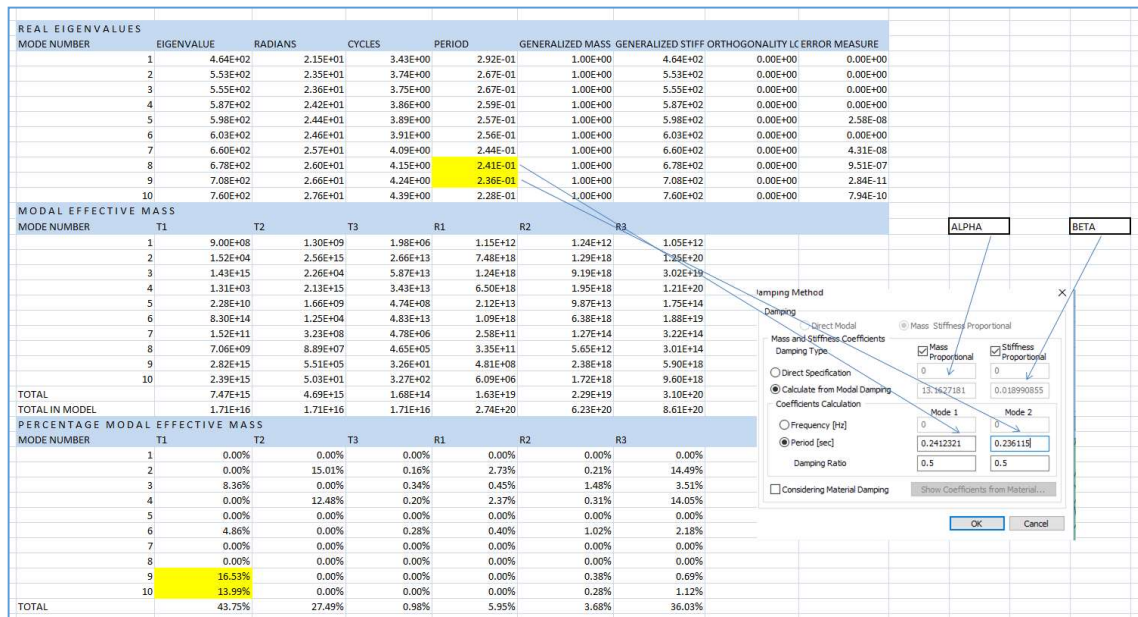 REAL EIGENVALUES
MODE NUMBER EIGENVALUE RADIANS CYCLES PERIOD GENERALIZED MASS GENERALIZED STIFF ORTHOGONALITY LC ERROR MEASURE
1 4.64E+02 2.15E+01 3.43E+00 2.92E-01 1.00E+00 4.64E+02 0.00E+00 0.00E+00
2 5.53E+02 2.35E+01 3.74E+00 2.67E-01 1.00E+00 5.53E+02 0.00E+00 0.00E+00
3 5.55E+02 2.36E+01 3.75E+00 2.67E-01 1.00E+00 5.55E+02 0.00E+00 0.00E+00
4 5.87E+02 2.42E+01 3.86E+00 2.59E-01 1.00E+00 5.87E+02 0.00E+00 0.00E+00
5 5.98E+02 2.44E+01 3.89E+00 2.57E-01 1.00E+00 5.98E+02 0.00E+00 2.58E-08
6 6.03E+02 2.46E+01 3.91E+00 2.56E-01 1.00E+00 6.03E+02 0.00E+00 0.00E+00
7 6.60E+02 2.57E+01 4.09E+00 2.44E-01 1.00E+00 6.60E+02 0.00E+00 4.31E-08
8 6.78E+02 2.60E+01 4.15E+00 2.41E-01 1.00E+00 6.78E+02 0.00E+00 9.51E-07
9 7.08E+02 2.66E+01 4.24E+00 2.36E-01 1.00E+00 7.08E+02 0.00E+00 2.84E-11
10 7.60E+02 2.76E+01 4.39E+00 2.28E-01 1.00E+00 7.60E+02 0.00E+00 7.94E-10
MODAL EFFECTIVE MASS
MODE NUMBER T1 T2 T3 R1 R2 R3
1 9.00E+08 1.30E+09 1.98E+06 1.15E+12 1.24E+12 1.05E+12
2 1.52E+04 2.56E+15 2.66E+13 7.48E+18 1.29E+18 1.25E+20
3 1.43E+15 2.26E+04 5.87E+13 1.24E+18 9.19E+18 3.02E+19
4 1.31E+03 2.13E+15 3.43E+13 6.50E+18 1.95E+18 1.21E+20
5 2.28E+10 1.66E+09 4.74E+08 2.12E+13 9.87E+13 1.75E+14
6 8.30E+14 1.25E+04 4.83E+13 1.09E+18 6.38E+18 1.88E+19
7 1.52E+11 3.23E+08 4.78E+06 2.58E+11 1.27E+14 3.22E+14
8 7.06E+09 8.89E+07 4.65E+05 3.35E+11 5.65E+12 3.01E+14
9 2.82E+15 5.51E+05 3.26E+01 4.81E+08 2.38E+18 5.90E+18
10 2.39E+15 5.03E+01 3.27E+02 6.09E+06 1.72E+18 9.60E+18
TOTAL 7.47E+15 4.69E+15 1.68E+14 1.63E+19 2.29E+19 3.10E+20
TOTAL IN MODEL 1.71E+16 1.71E+16 1.71E+16 2.74E+20 6.23E+20 8.61E+20
PERCENTAGE MODAL EFFECTIVE MASS
MODE NUMBER T1 T2 T3 R1 R2 R3
1 0.00% 0.00% 0.00% 0.00% 0.00% 0.00%
2 0.00% 15.01% 0.16% 2.73% 0.21% 14.49%
3 8.36% 0.00% 0.34% 0.45% 1.48% 3.51%
4 0.00% 12.48% 0.20% 2.37% 0.31% 14.05%
5 0.00% 0.00% 0.00% 0.00% 0.00% 0.00%
6 4.86% 0.00% 0.28% 0.40% 1.02% 2.18%
7 0.00% 0.00% 0.00% 0.00% 0.00% 0.00%
8 0.00% 0.00% 0.00% 0.00% 0.00% 0.00%
9 16.53% 0.00% 0.00% 0.00% 0.38% 0.69%
10 13.99% 0.00% 0.00% 0.00% 0.28% 1.12%
TOTAL 43.75% 27.49% 0.98% 5.95% 3.68% 36.03%
ALPHA BETA
amping Method
Damping
Direct Modal Mass Stiffness Proportional
Mass and Stiffness Coefficients
Damping Type Mass Proportional Stiffness Proportional
Direct Specification 0 0
Calculate from Modal Damping 13.1627181 0.018990855
Coefficients Calculation
Mode 1 Mode 2
Frequency [Hz] 0 0
Period [sec] 0.2412321 0.236115
Damping Ratio 0.5 0.5
Considering Material Damping Show Coefficients from Material...
OK Cancel